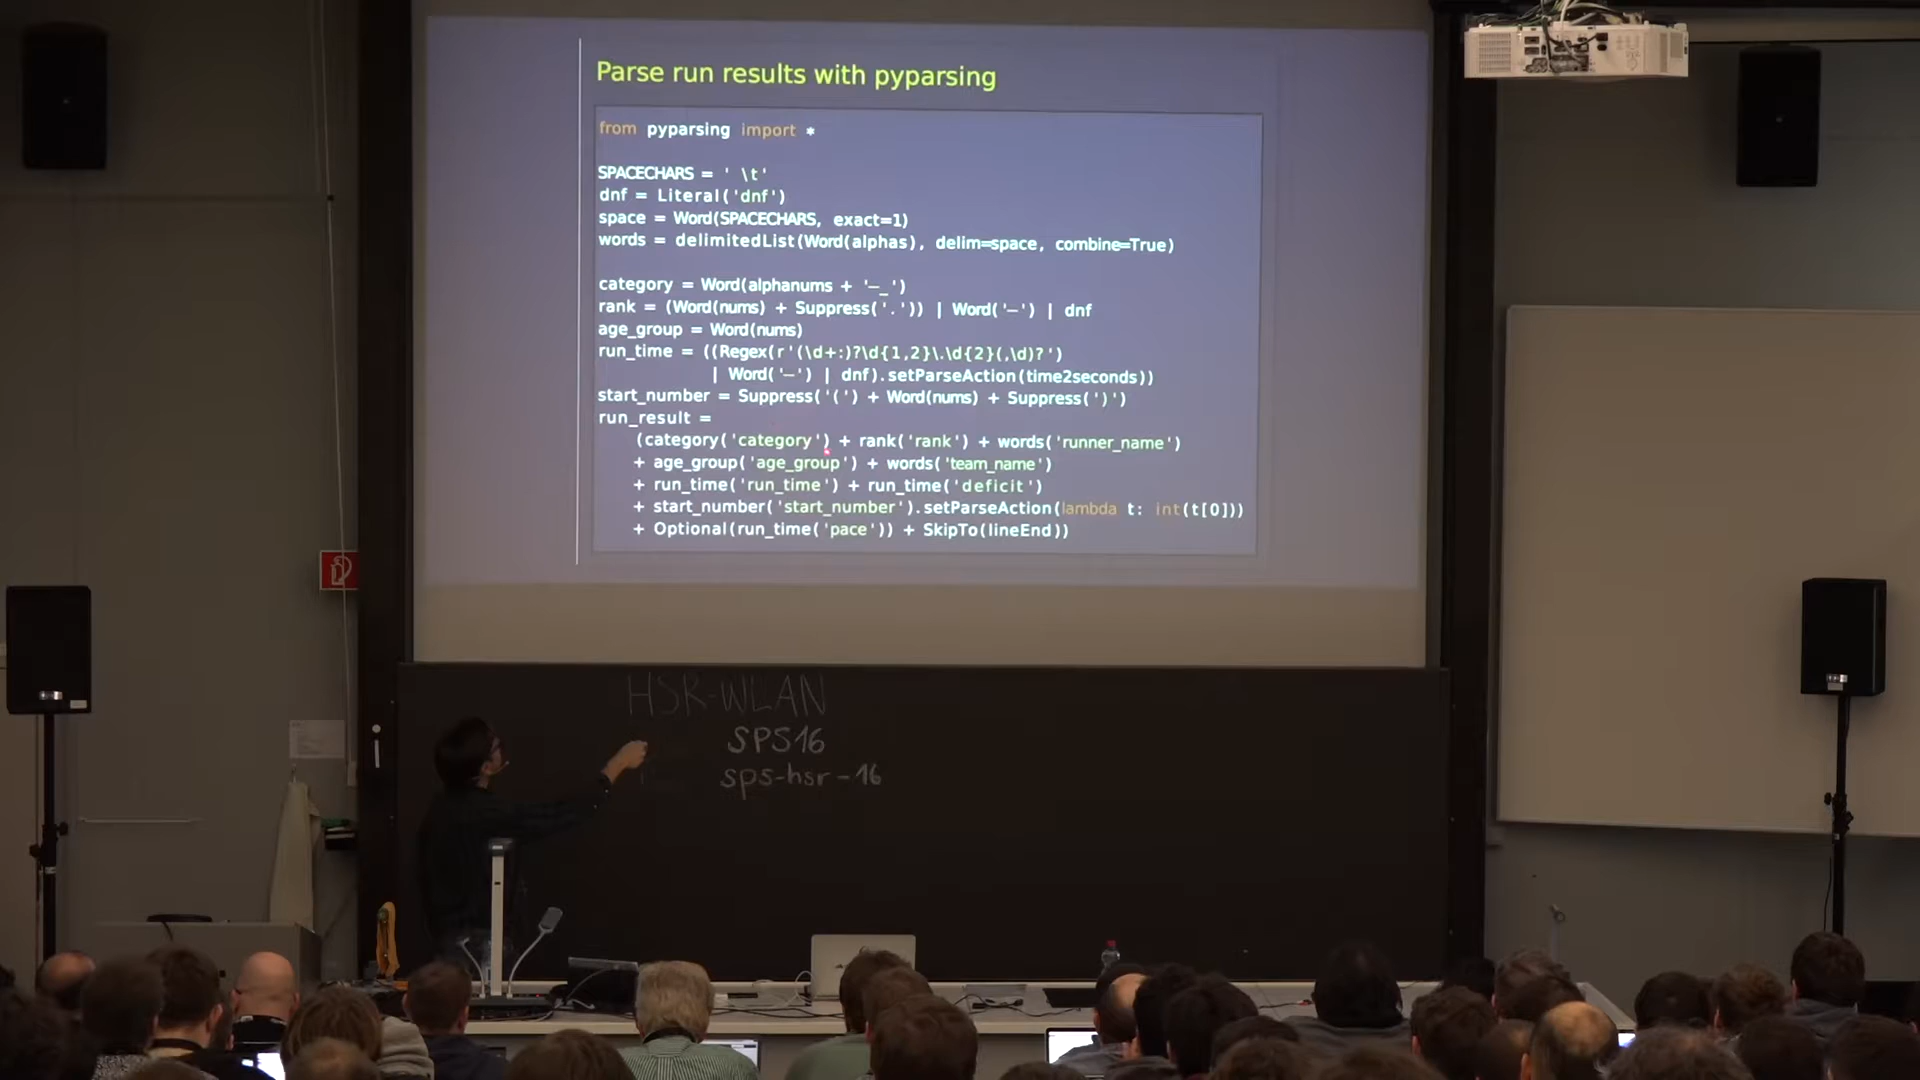 Parse run results with pyparsing
from pyparsing import *
SPACECHARS = ' \t'
dnf = Literal('dnf')
space = Word(SPACECHARS, exact=1)
words = delimitedList(Word(alphas), delim=space, combine=True)
category = Word(alphanums + '-_')
rank = (Word(nums) + Suppress('.')) | Word('-') | dnf
age_group = Word(nums)
run_time = ((Regex(r'(\d+:)?\d{1,2}\.\d{2}(,\d)?')
| Word('-') | dnf).setParseAction(time2seconds))
start_number = Suppress('(') + Word(nums) + Suppress(')')
run_result =
(category('category') + rank('rank') + words('runner_name')
+ age_group('age_group') + words('team_name')
+ run_time('run_time') + run_time('deficit')
+ start_number('start_number').setParseAction(lambda t: int(t[0]))
+ Optional(run_time('pace')) + SkipTo(lineEnd))
HSR-WLAN
SPS16
sps-hsr-16